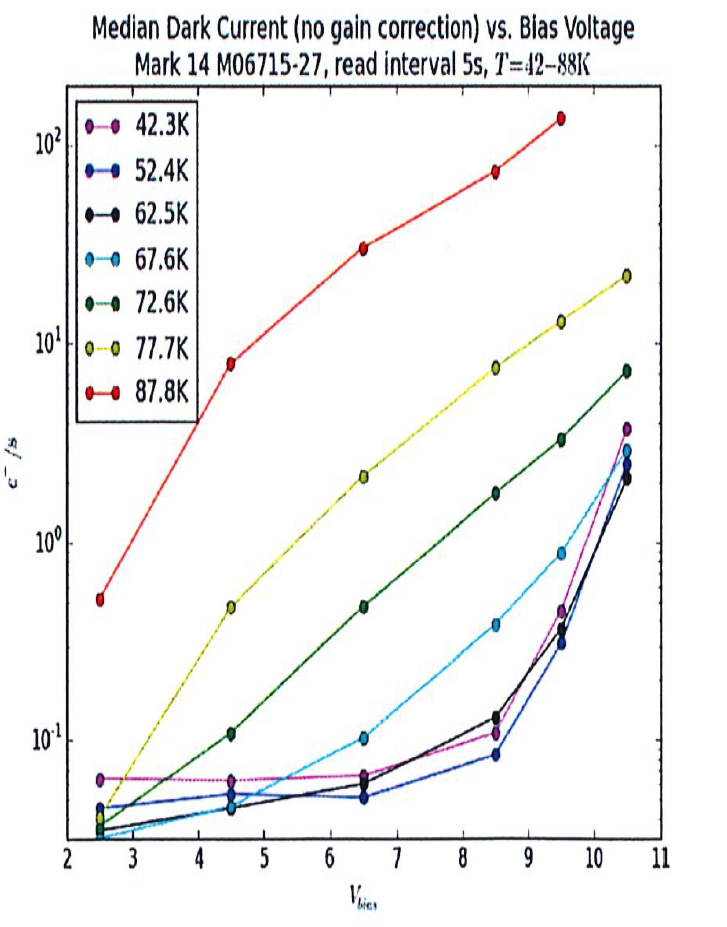 Median Dark Current (no gain correction) vs. Bias Voltage
Mark 14 M06715-27, read interval 5s, T=42–88K
42.3K
52.4K
62.5K
67.6K
72.6K
77.7K
87.8K
10²
10¹
10⁰
10⁻¹
e⁻/s
2 3 4 5 6 7 8 9 10 11
V_bias